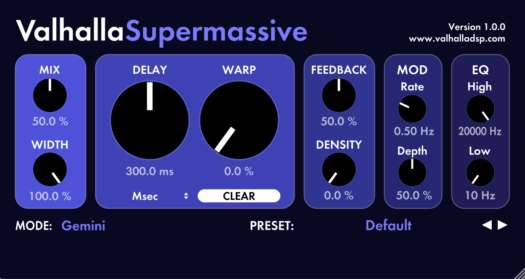 ValhallaSupermassive
Version 1.0.0
www.valhalladsp.com
MIX
50.0 %
WIDTH
100.0 %
DELAY
300.0 ms
Msec
WARP
0.0 %
CLEAR
FEEDBACK
50.0 %
DENSITY
0.0 %
MOD
Rate
0.50 Hz
Depth
50.0 %
EQ
High
20000 Hz
Low
10 Hz
MODE: Gemini
PRESET: Default